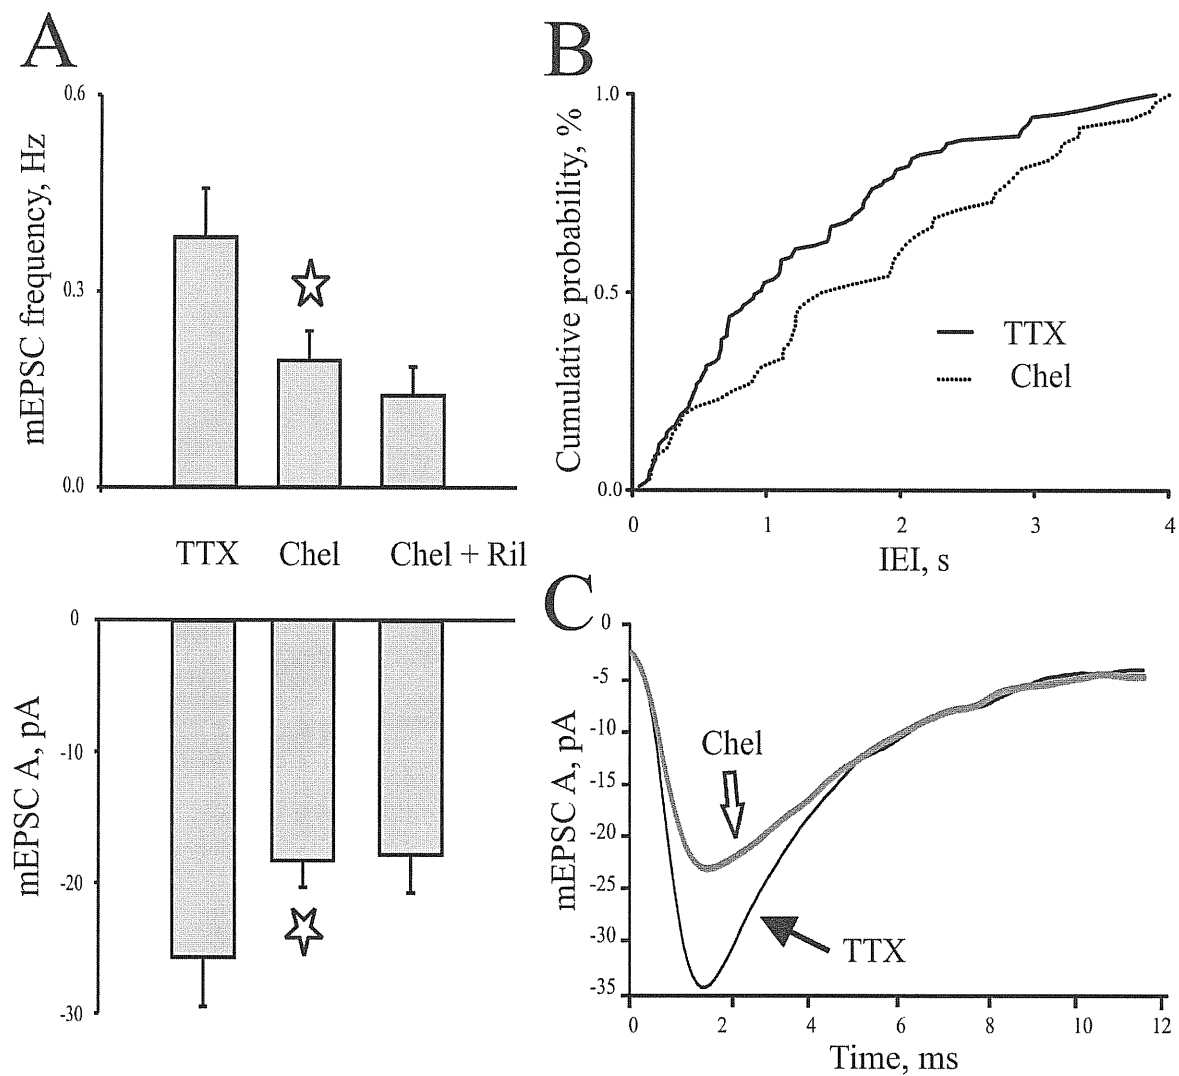 A
mEPSC frequency, Hz
0.6
0.3
0.0
TTX Chel Chel + Ril
mEPSC A, pA
0
-10
-20
-30
B
Cumulative probability, %
1.0
0.5
0.0
TTX
Chel
0 1 2 3 4
IEI, s
C
mEPSC A, pA
0
-5
-10
-15
-20
-25
-30
-35
Chel
TTX
0 2 4 6 8 10 12
Time, ms